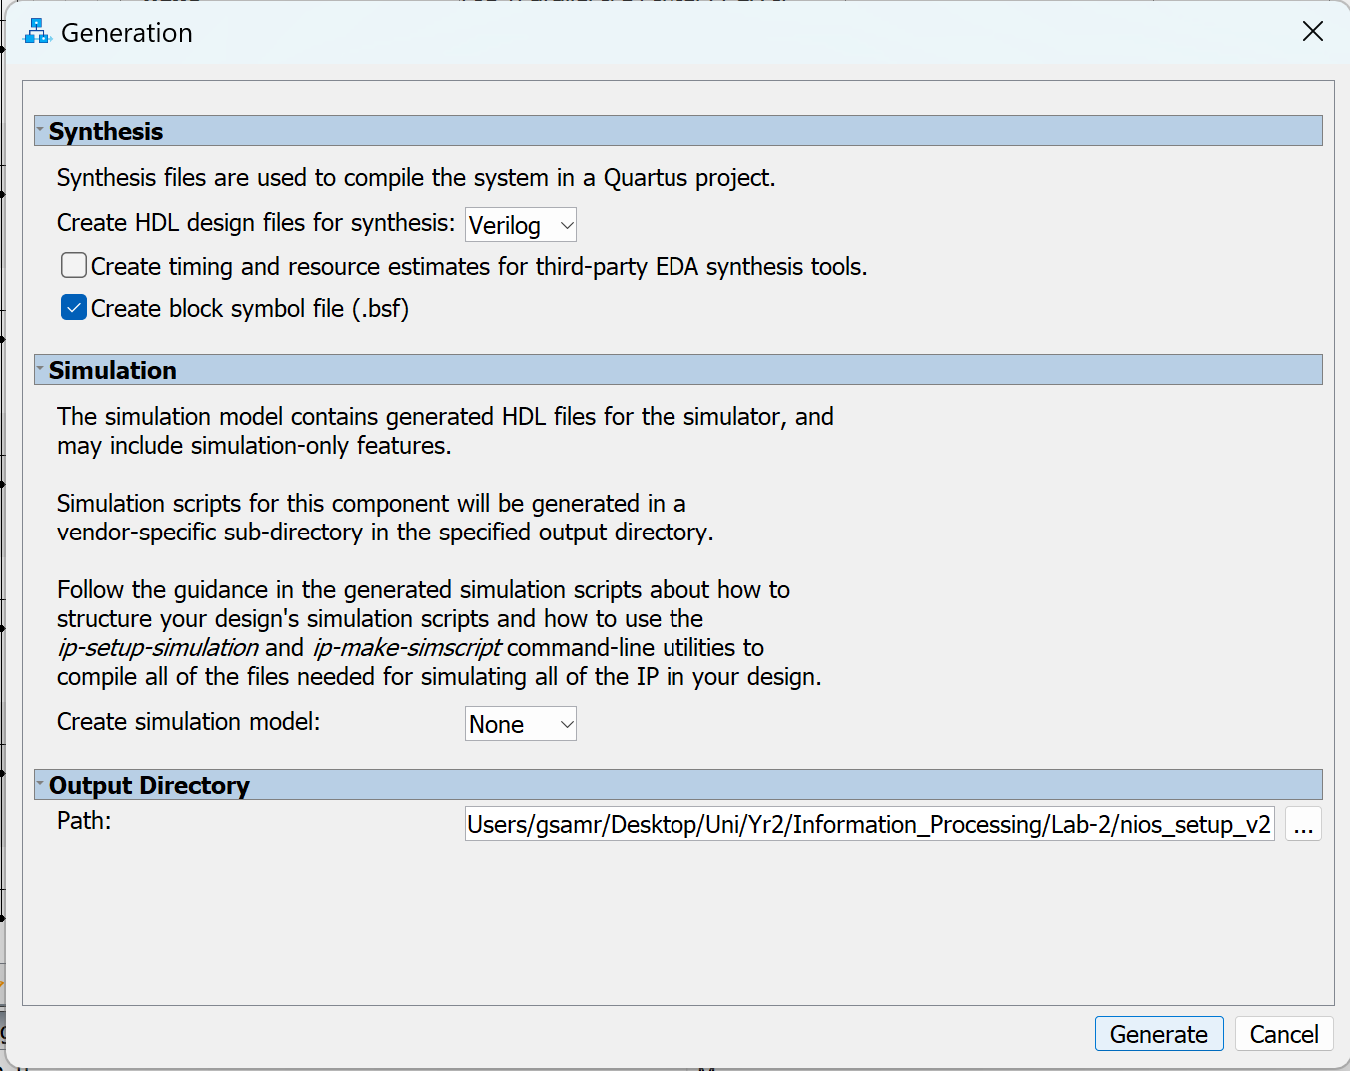 Generation
Synthesis
Synthesis files are used to compile the system in a Quartus project.
Create HDL design files for synthesis: Verilog
Create timing and resource estimates for third-party EDA synthesis tools.
Create block symbol file (.bsf)
Simulation
The simulation model contains generated HDL files for the simulator, and
may include simulation-only features.
Simulation scripts for this component will be generated in a
vendor-specific sub-directory in the specified output directory.
Follow the guidance in the generated simulation scripts about how to
structure your design's simulation scripts and how to use the
ip-setup-simulation and ip-make-simscript command-line utilities to
compile all of the files needed for simulating all of the IP in your design.
Create simulation model: None
Output Directory
Path: Users/gsamr/Desktop/Uni/Yr2/Information_Processing/Lab-2/nios_setup_v2 ...
Generate Cancel